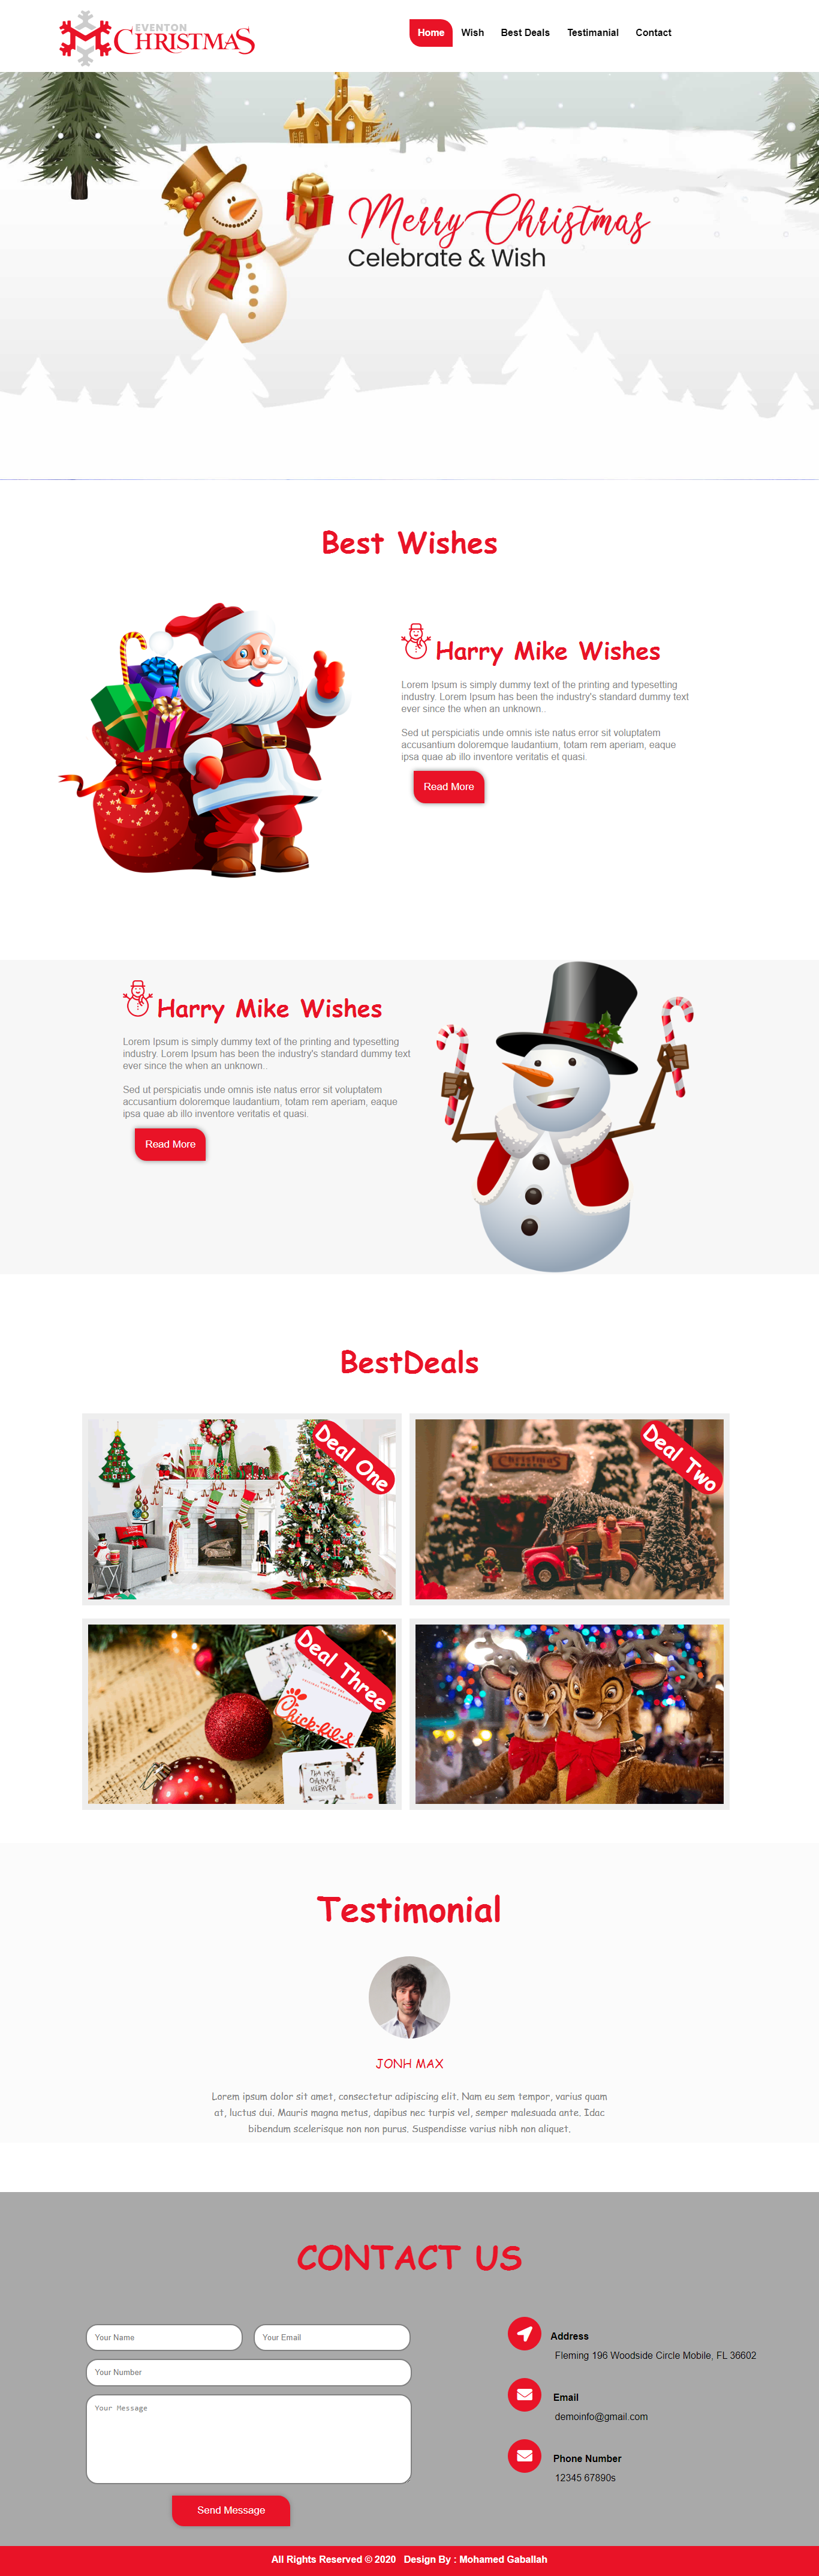 EVENTON
CHRISTMAS
Home Wish Best Deals Testimanial Contact
Merry Christmas
Celebrate & Wish
Best Wishes
Harry Mike Wishes
Lorem Ipsum is simply dummy text of the printing and typesetting
industry. Lorem Ipsum has been the industry's standard dummy text
ever since the when an unknown..
Sed ut perspiciatis unde omnis iste natus error sit voluptatem
accusantium doloremque laudantium, totam rem aperiam, eaque
ipsa quae ab illo inventore veritatis et quasi.
Read More
Harry Mike Wishes
Lorem Ipsum is simply dummy text of the printing and typesetting
industry. Lorem Ipsum has been the industry's standard dummy text
ever since the when an unknown..
Sed ut perspiciatis unde omnis iste natus error sit voluptatem
accusantium doloremque laudantium, totam rem aperiam, eaque
ipsa quae ab illo inventore veritatis et quasi.
Read More
BestDeals
Deal One
Deal Two
Christmas
Deal Three
Chick-fil-A
Testimonial
JONH MAX
Lorem ipsum dolor sit amet, consectetur adipiscing elit. Nam eu sem tempor, varius quam
at, luctus dui. Mauris magna metus, dapibus nec turpis vel, semper malesuada ante. Idac
bibendum scelerisque non non purus. Suspendisse varius nibh non aliquet.
CONTACT US
Your Name
Your Email
Your Number
Your Message
Send Message
Address
Fleming 196 Woodside Circle Mobile, FL 36602
Email
demoinfo@gmail.com
Phone Number
12345 67890s
All Rights Reserved © 2020 Design By : Mohamed Gaballah